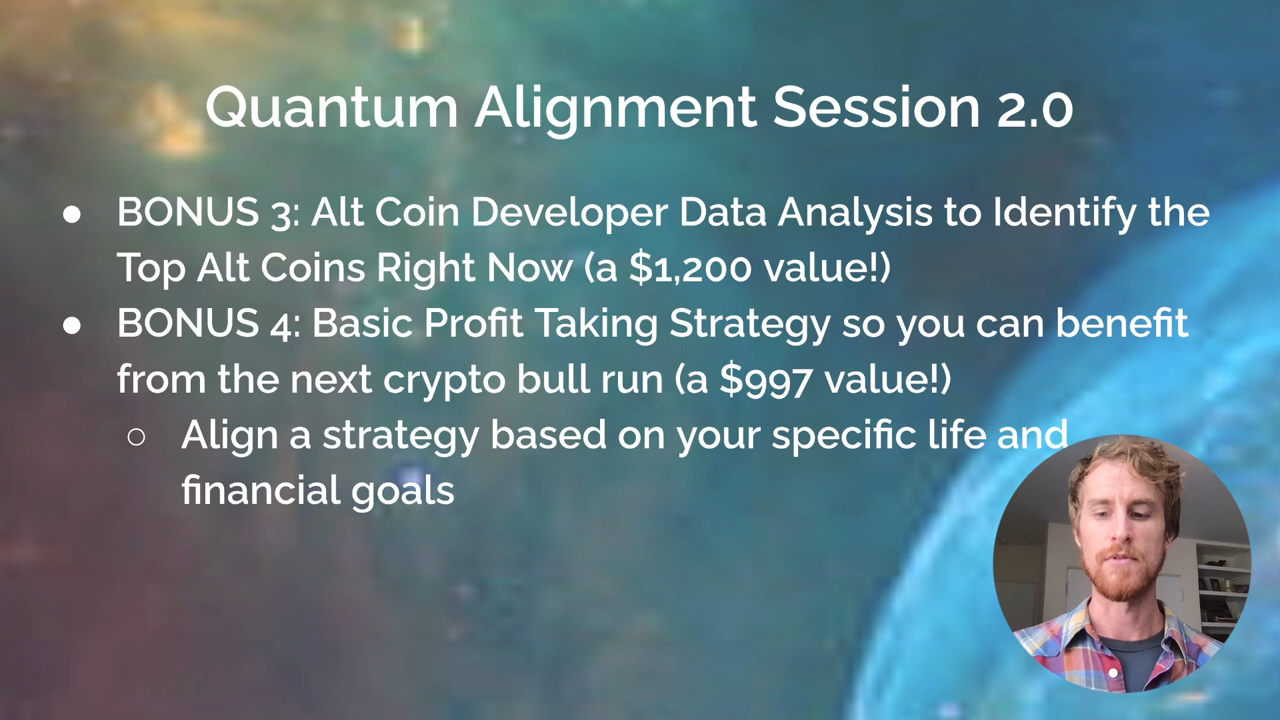 Quantum Alignment Session 2.0
● BONUS 3: Alt Coin Developer Data Analysis to Identify the
Top Alt Coins Right Now (a $1,200 value!)
● BONUS 4: Basic Profit Taking Strategy so you can benefit
from the next crypto bull run (a $997 value!)
○ Align a strategy based on your specific life and
financial goals